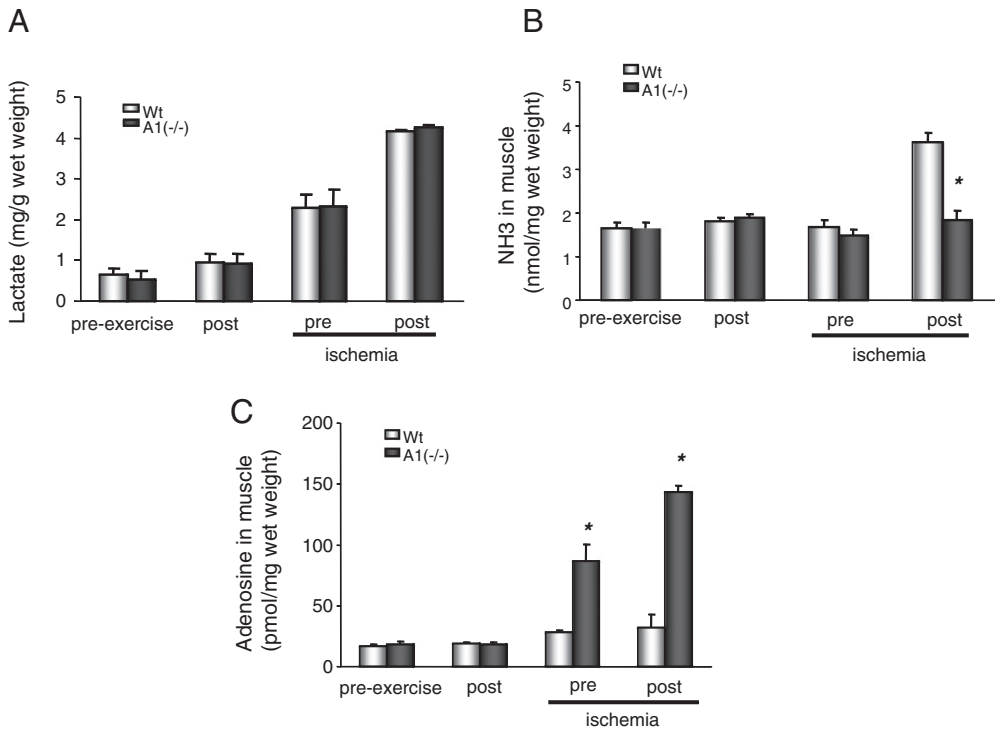 A
Lactate (mg/g wet weight)
5
4
3
2
1
0
Wt
A1(-/-)
pre-exercise
post
pre
post
ischemia
B
NH3 in muscle
(nmol/mg wet weight)
5
4
3
2
1
0
Wt
A1(-/-)
*
pre-exercise
post
pre
post
ischemia
C
Adenosine in muscle
(pmol/mg wet weight)
200
150
100
50
0
Wt
A1(-/-)
*
*
pre-exercise
post
pre
post
ischemia